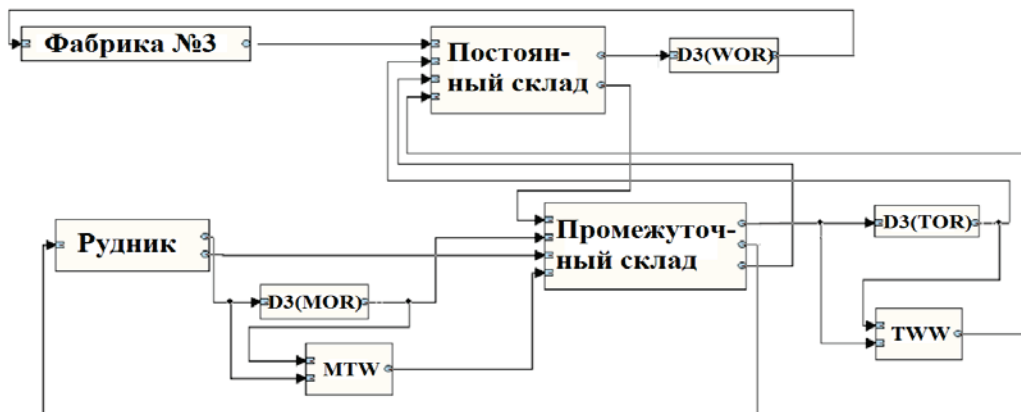 Фабрика №3
Постоян-
ный склад
D3(WOR)
Рудник
Промежуточ-
ный склад
D3(TOR)
D3(MOR)
MTW
TWW